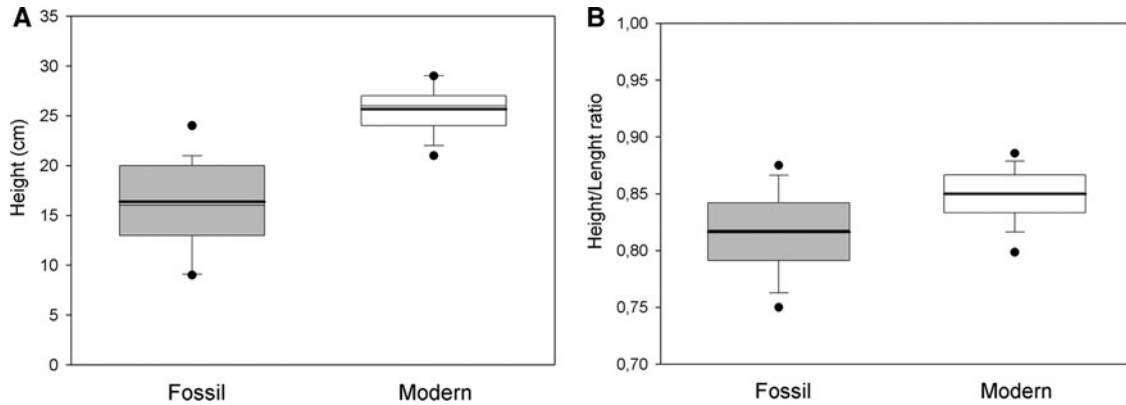 A
Height (cm)
35
30
25
20
15
10
5
0
Fossil
Modern
B
Height/Lenght ratio
1,00
0,95
0,90
0,85
0,80
0,75
0,70
Fossil
Modern